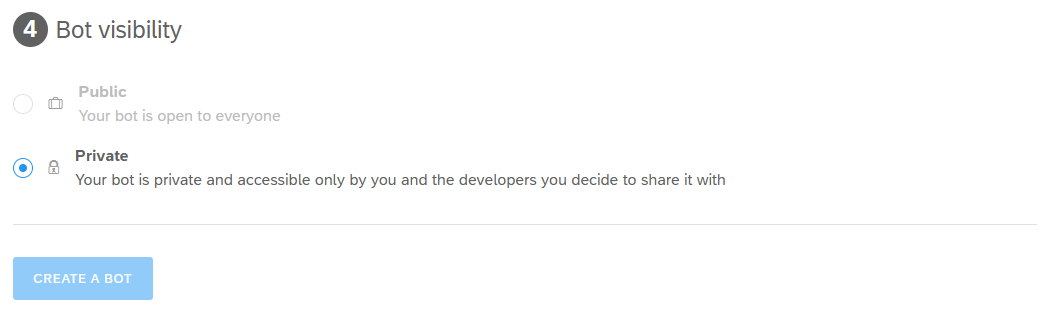 4 Bot visibility
Public
Your bot is open to everyone
Private
Your bot is private and accessible only by you and the developers you decide to share it with
CREATE A BOT